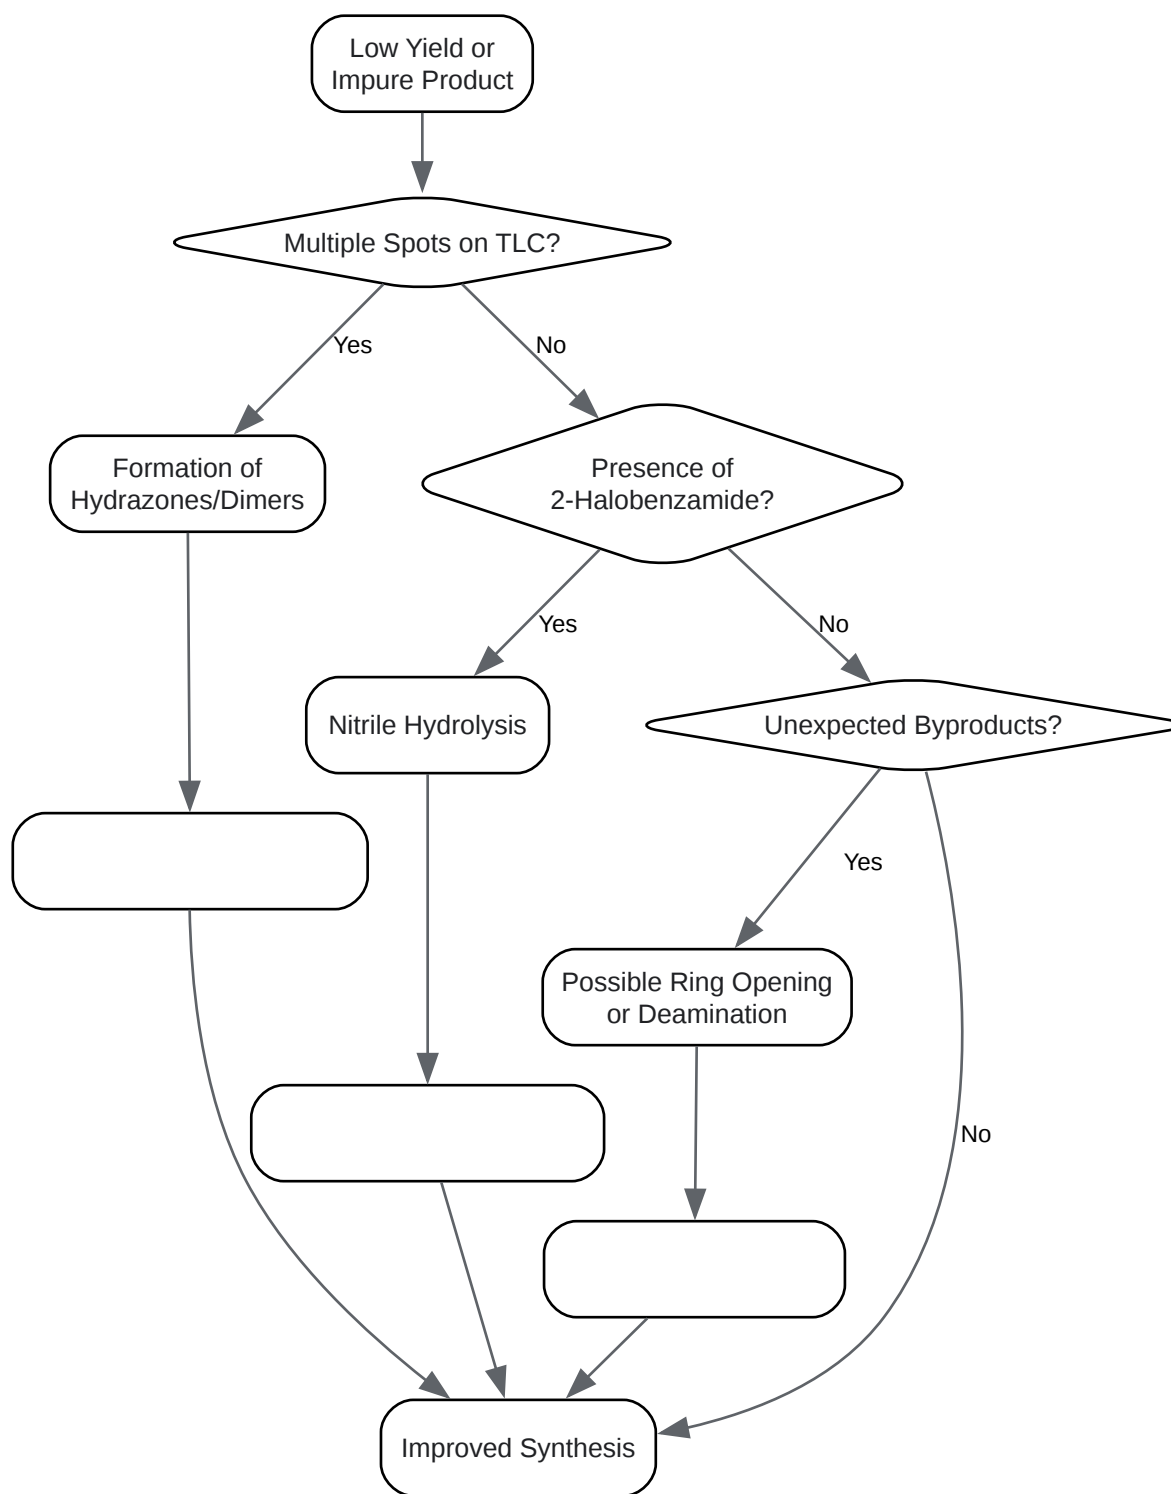 Low Yield or
Impure Product
Multiple Spots on TLC?
Yes
No
Formation of
Hydrazones/Dimers
Presence of
2-Halobenzamide?
Yes
No
Nitrile Hydrolysis
Unexpected Byproducts?
Yes
Possible Ring Opening
or Deamination
No
Improved Synthesis